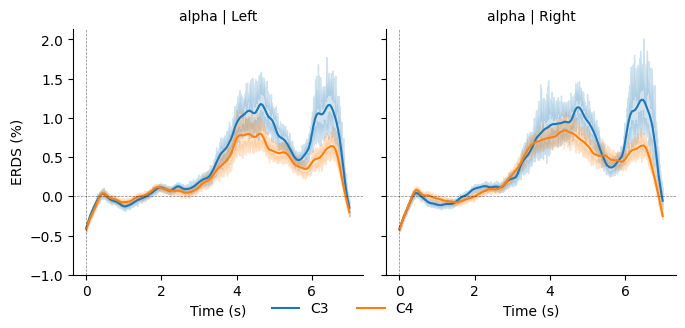 alpha | Left
alpha | Right
ERDS (%)
2.0
1.5
1.0
0.5
0.0
−0.5
−1.0
0 2 4 6
0 2 4 6
Time (s)
Time (s)
C3 C4